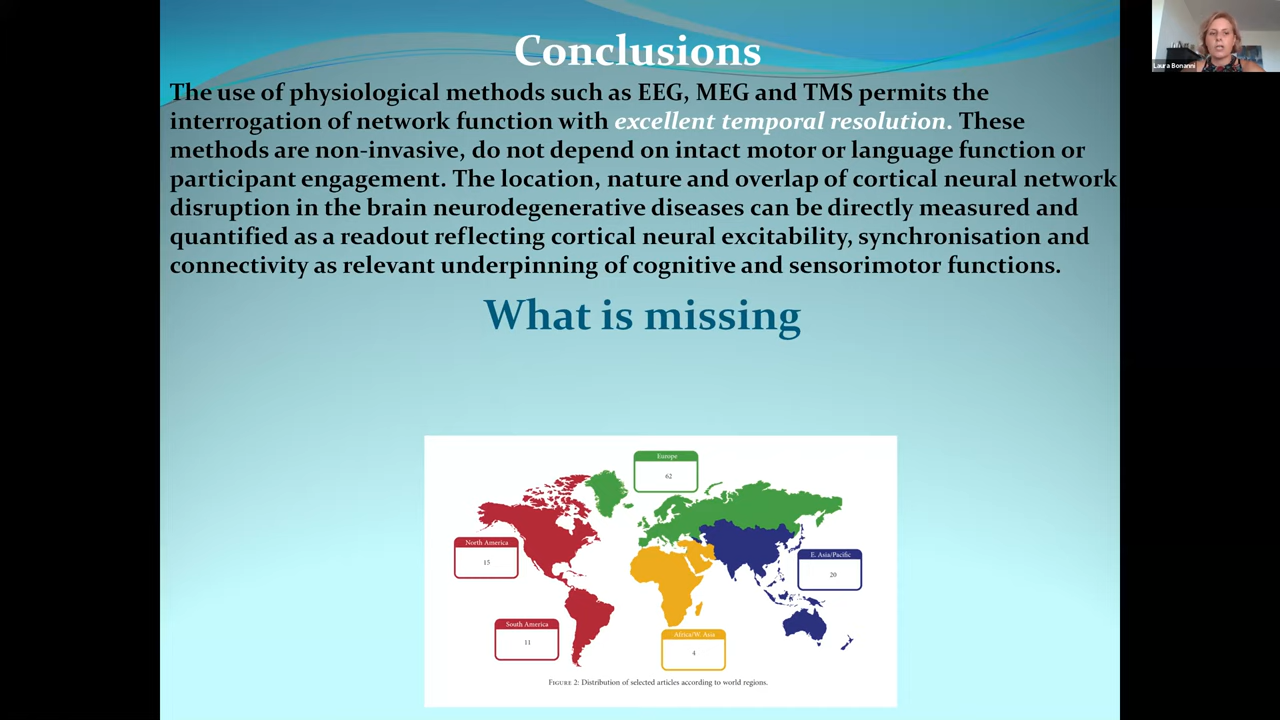 Conclusions
The use of physiological methods such as EEG, MEG and TMS permits the
interrogation of network function with excellent temporal resolution. These
methods are non-invasive, do not depend on intact motor or language function or
participant engagement. The location, nature and overlap of cortical neural network
disruption in the brain neurodegenerative diseases can be directly measured and
quantified as a readout reflecting cortical neural excitability, synchronisation and
connectivity as relevant underpinning of cognitive and sensorimotor functions.
What is missing
Europe
62
North America
15
E. Asia/Pacific
20
South America
11
Africa/W. Asia
4
FIGURE 2: Distribution of selected articles according to world regions.
Laura Bonanni